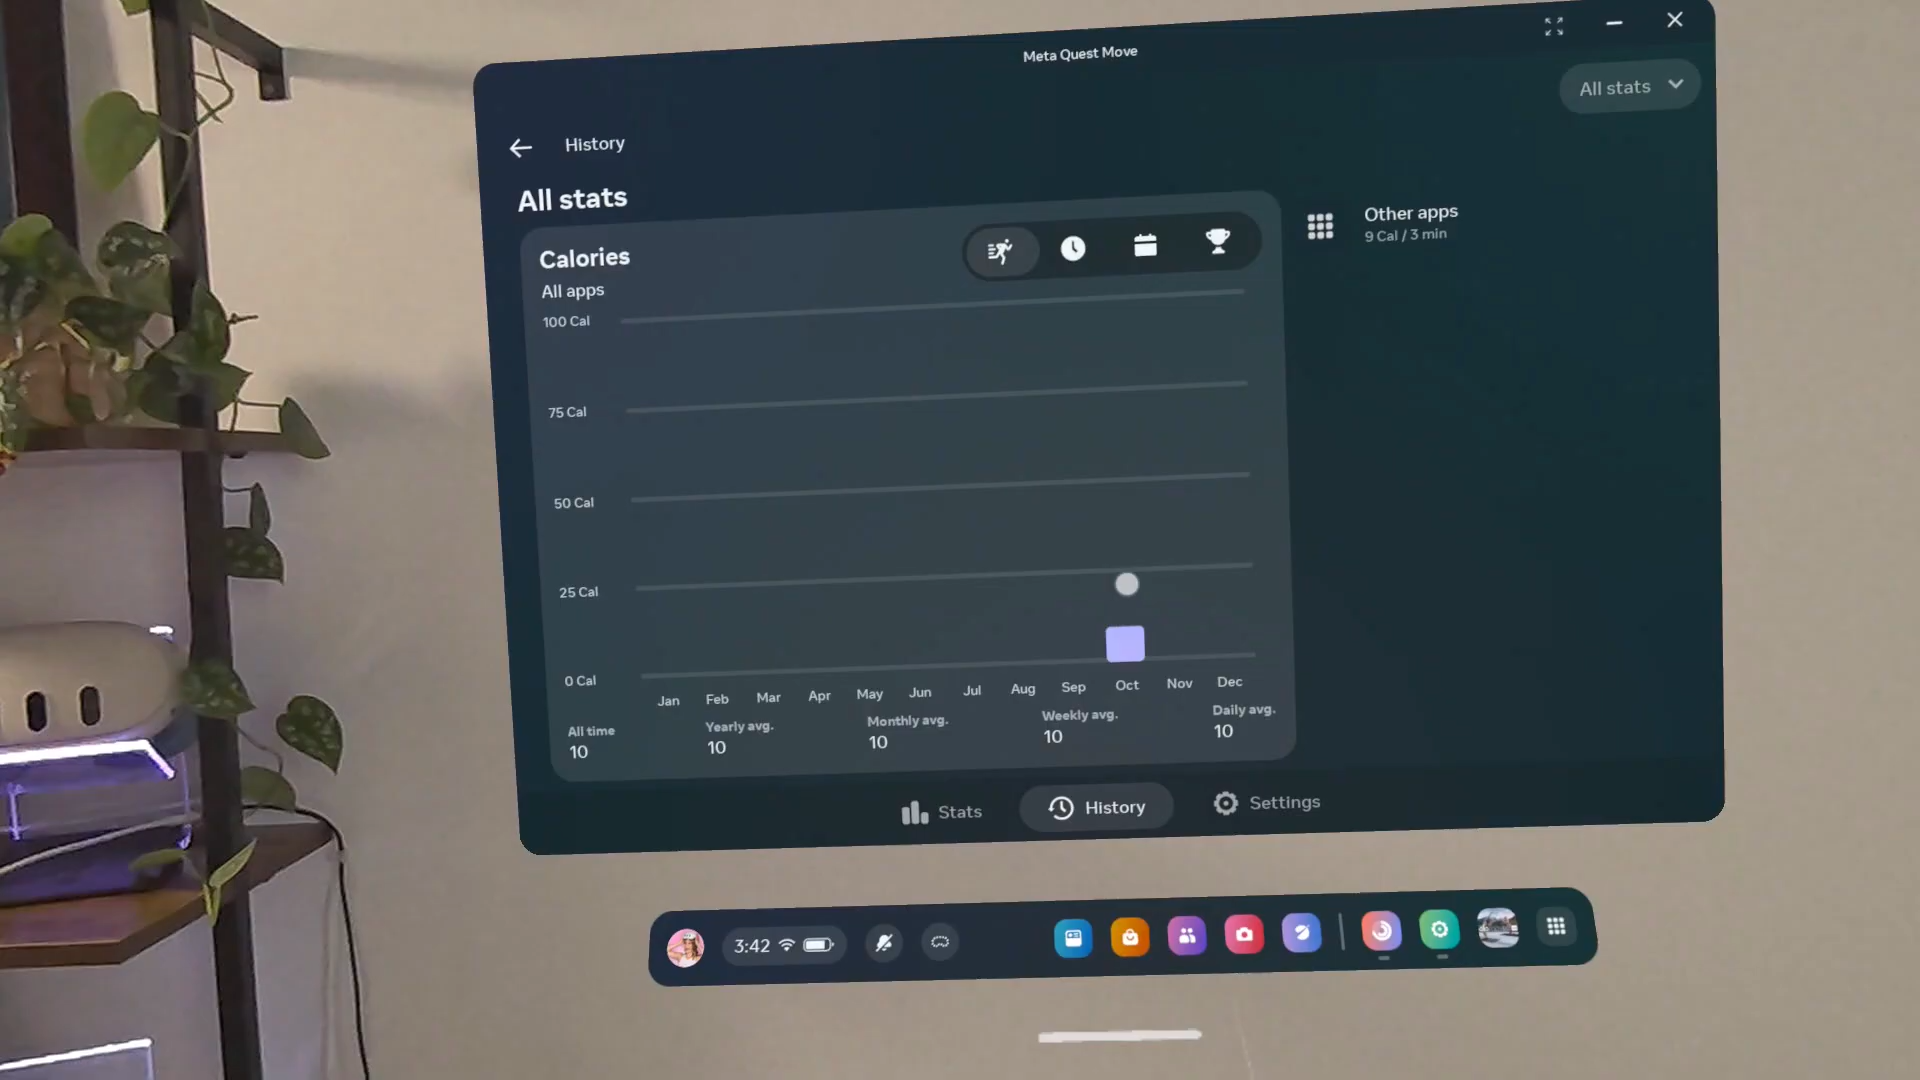 Meta Quest Move
All stats
History
All stats
Other apps
9 Cal / 3 min
Calories
All apps
100 Cal
75 Cal
50 Cal
25 Cal
0 Cal
Jan Feb Mar Apr May Jun Jul Aug Sep Oct Nov Dec
All time Yearly avg. Monthly avg. Weekly avg. Daily avg.
10 10 10 10 10
Stats History Settings
3:42